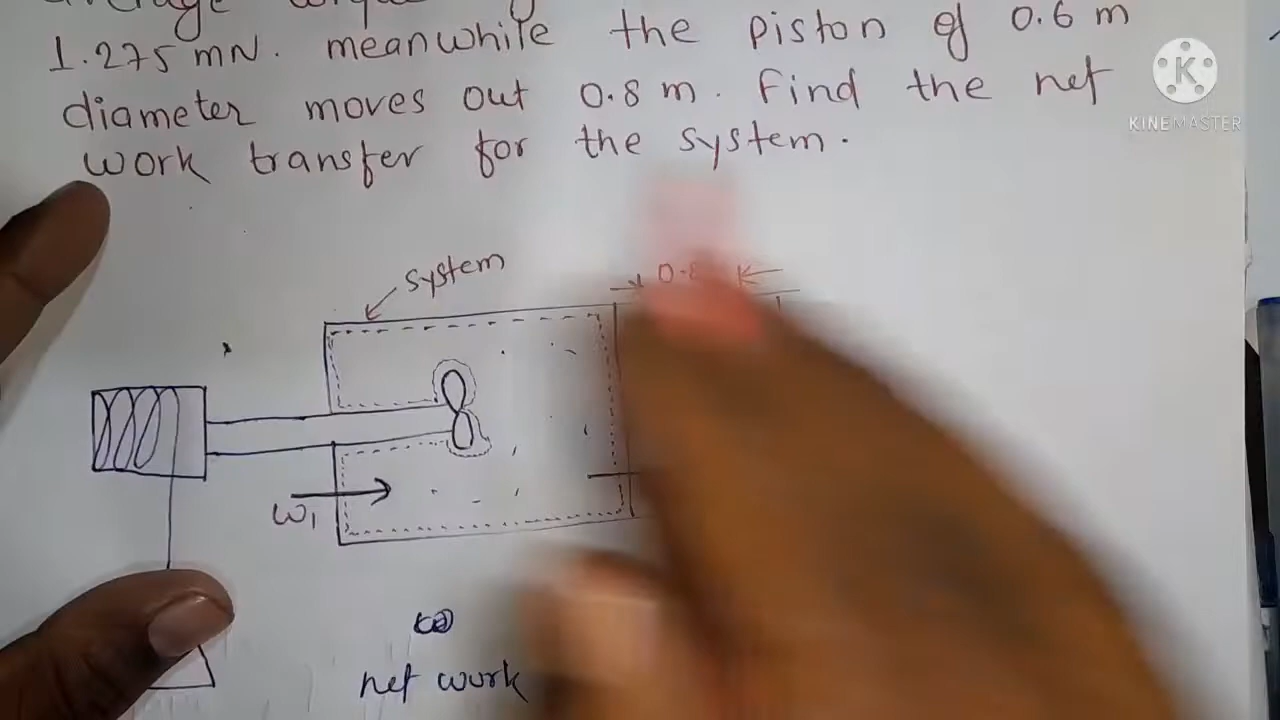 average
1.275 mN. meanwhile the piston of 0.6 m
KINEMASTER
diameter moves out 0.8 m. Find the net
work transfer for the system.
system
W1
net work